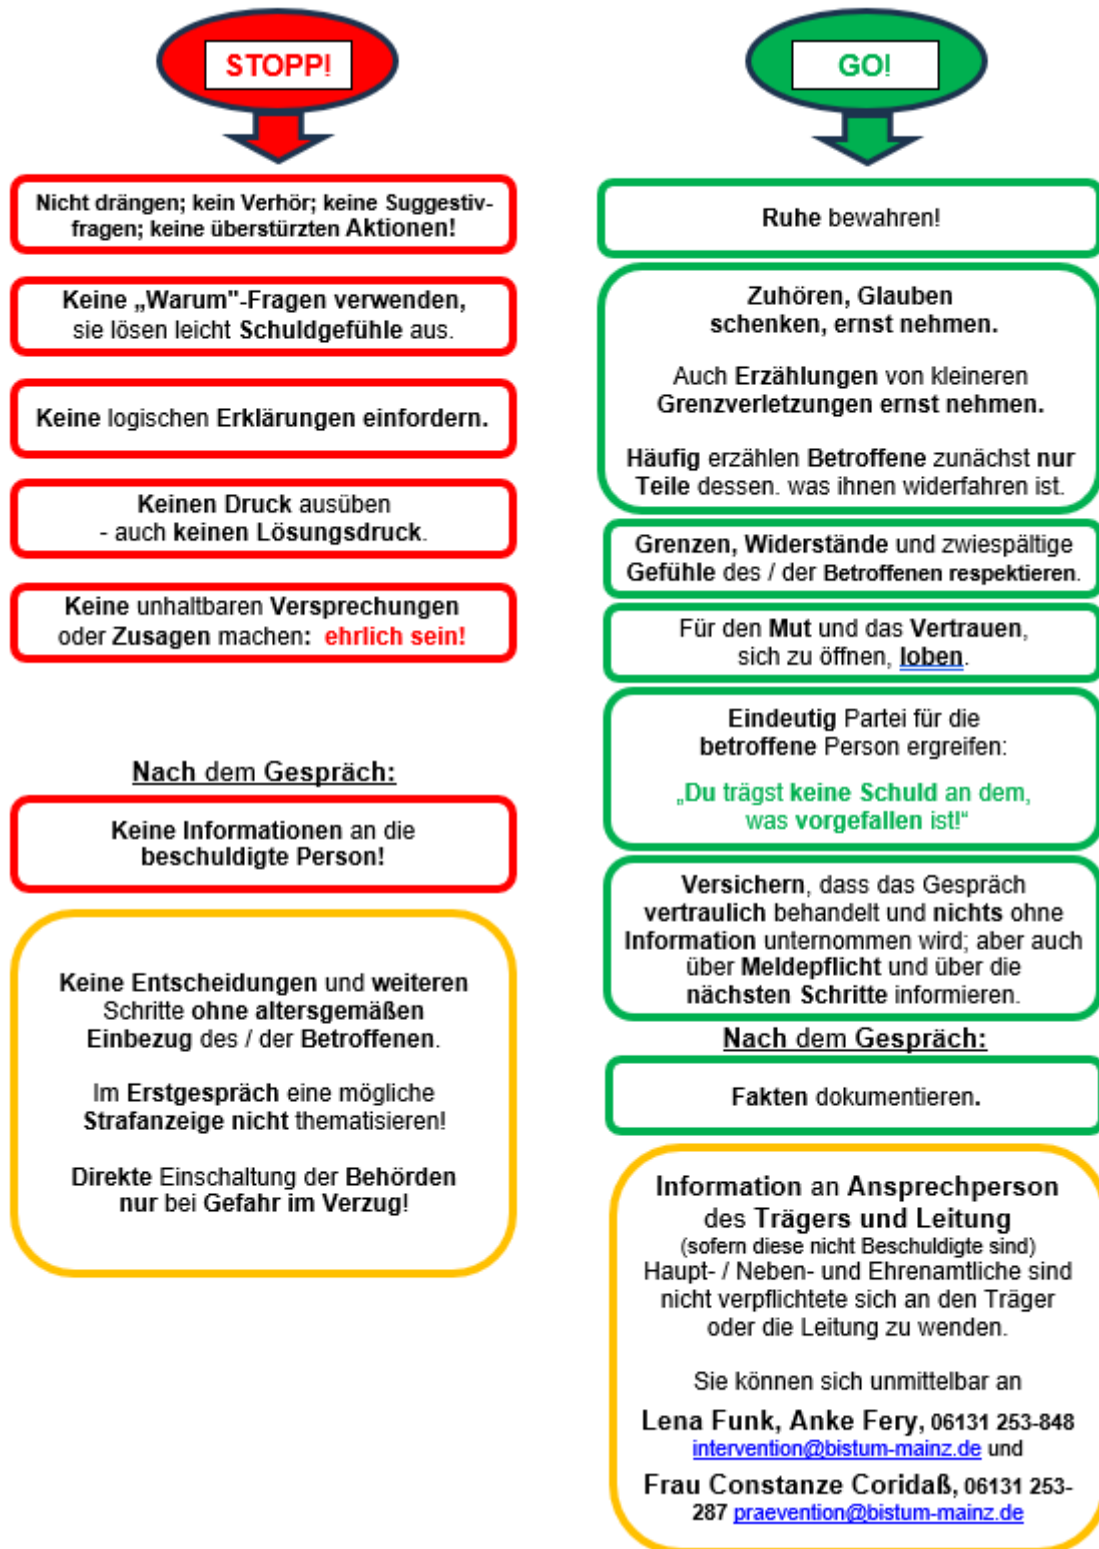 STOPP!
Nicht drängen; kein Verhör; keine Suggestiv-
fragen; keine überstürzten Aktionen!
Keine „Warum"-Fragen verwenden,
sie lösen leicht Schuldgefühle aus.
Keine logischen Erklärungen einfordern.
Keinen Druck ausüben
- auch keinen Lösungsdruck.
Keine unhaltbaren Versprechungen
oder Zusagen machen: ehrlich sein!
Nach dem Gespräch:
Keine Informationen an die
beschuldigte Person!
Keine Entscheidungen und weiteren
Schritte ohne altersgemäßen
Einbezug des / der Betroffenen.
Im Erstgespräch eine mögliche
Strafanzeige nicht thematisieren!
Direkte Einschaltung der Behörden
nur bei Gefahr im Verzug!
GO!
Ruhe bewahren!
Zuhören, Glauben
schenken, ernst nehmen.
Auch Erzählungen von kleineren
Grenzverletzungen ernst nehmen.
Häufig erzählen Betroffene zunächst nur
Teile dessen. was ihnen widerfahren ist.
Grenzen, Widerstände und zwiespältige
Gefühle des / der Betroffenen respektieren.
Für den Mut und das Vertrauen,
sich zu öffnen, loben.
Eindeutig Partei für die
betroffene Person ergreifen:
„Du trägst keine Schuld an dem,
was vorgefallen ist!“
Versichern, dass das Gespräch
vertraulich behandelt und nichts ohne
Information unternommen wird; aber auch
über Meldepflicht und über die
nächsten Schritte informieren.
Nach dem Gespräch:
Fakten dokumentieren.
Information an Ansprechperson
des Trägers und Leitung
(sofern diese nicht Beschuldigte sind)
Haupt- / Neben- und Ehrenamtliche sind
nicht verpflichtete sich an den Träger
oder die Leitung zu wenden.
Sie können sich unmittelbar an
Lena Funk, Anke Fery, 06131 253-848
intervention@bistum-mainz.de und
Frau Constanze Coridaß, 06131 253-
287 praevention@bistum-mainz.de